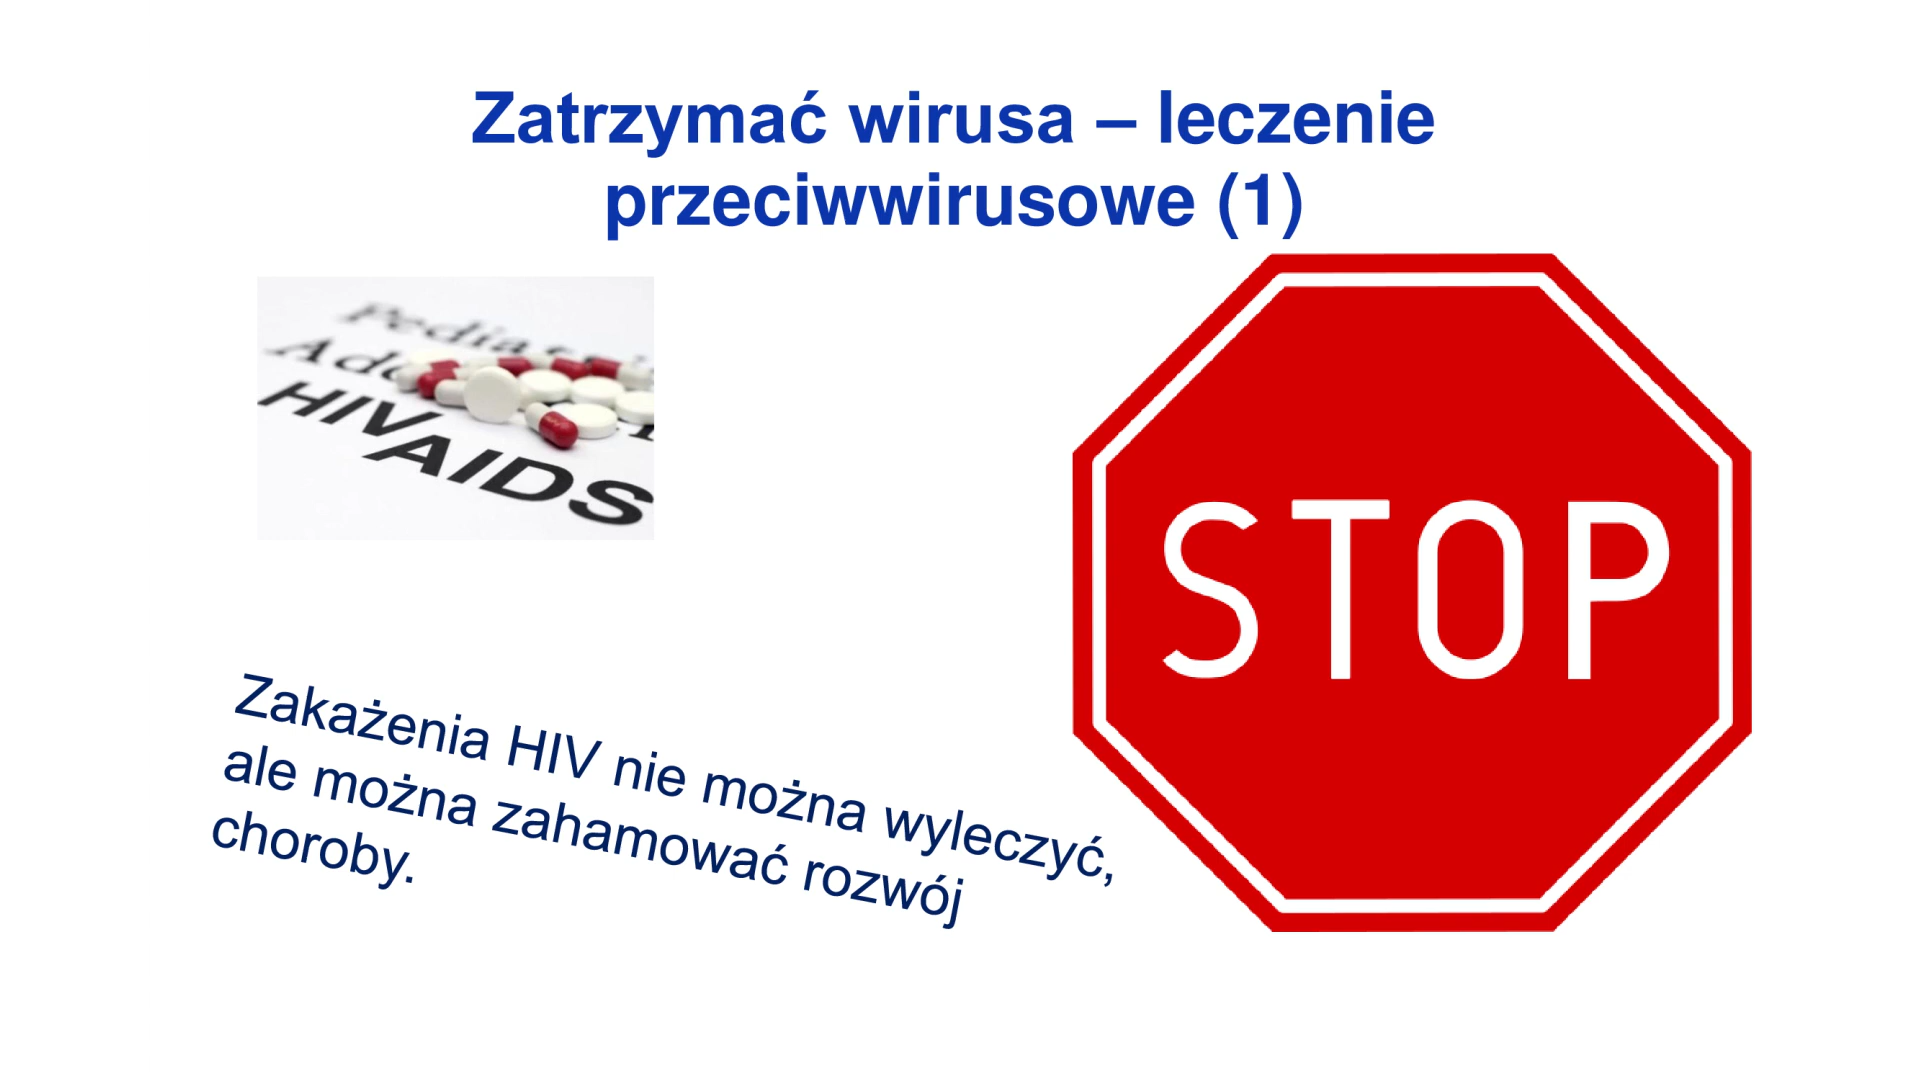 Zatrzymać wirusa – leczenie
przeciwwirusowe (1)
HIV
AIDS
STOP
Zakażenia HIV nie można wyleczyć,
ale można zahamować rozwój
choroby.